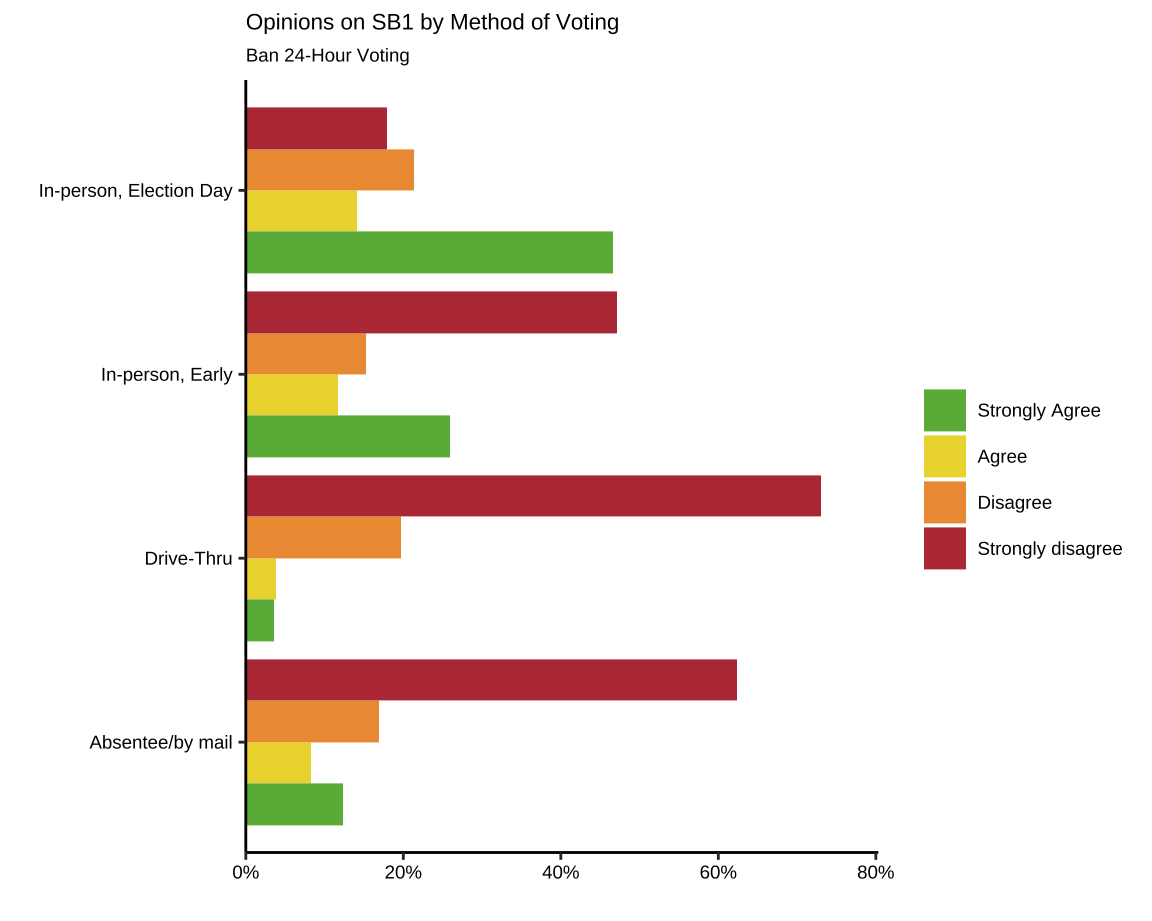 Opinions on SB1 by Method of Voting
Ban 24-Hour Voting
In-person, Election Day
In-person, Early
Drive-Thru
Absentee/by mail
0%
20%
40%
60%
80%
Strongly Agree
Agree
Disagree
Strongly disagree